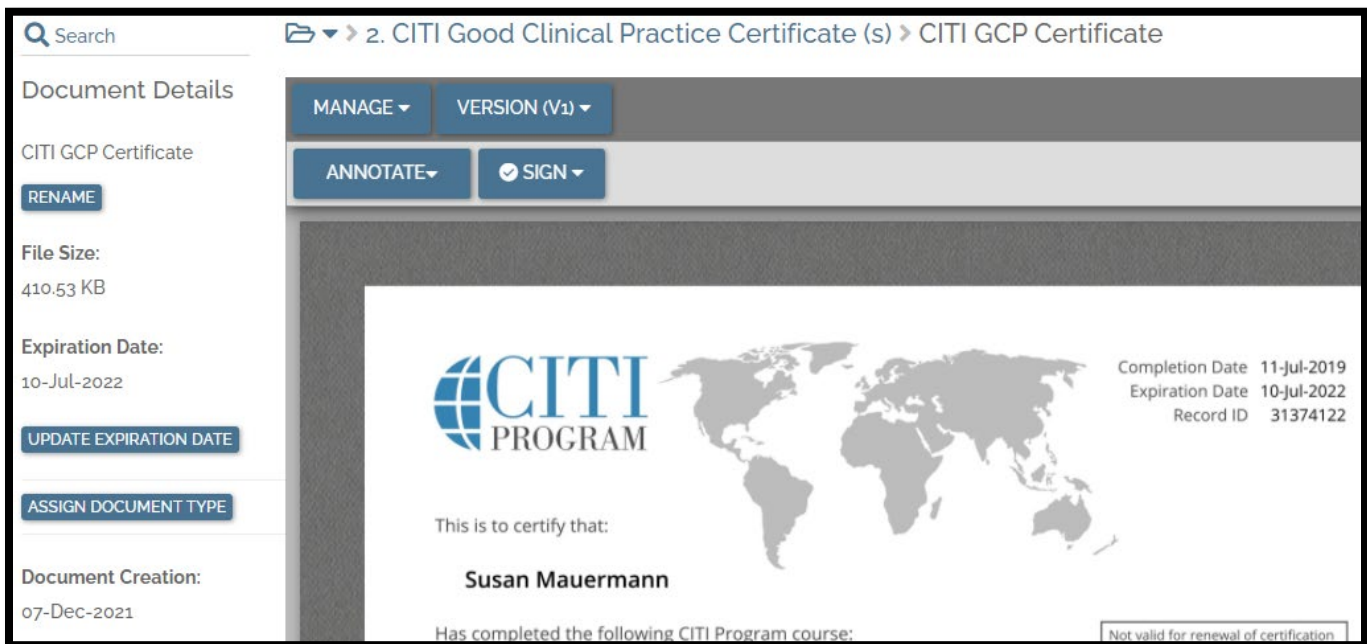 Search
2. CITI Good Clinical Practice Certificate (s) > CITI GCP Certificate
Document Details
CITI GCP Certificate
RENAME
File Size:
410.53 KB
Expiration Date:
10-Jul-2022
UPDATE EXPIRATION DATE
ASSIGN DOCUMENT TYPE
Document Creation:
07-Dec-2021
MANAGE
VERSION (V1)
ANNOTATE
SIGN
CITI
PROGRAM
Completion Date 11-Jul-2019
Expiration Date 10-Jul-2022
Record ID 31374122
This is to certify that:
Susan Mauermann
Has completed the following CITI Program course:
Not valid for renewal of certification